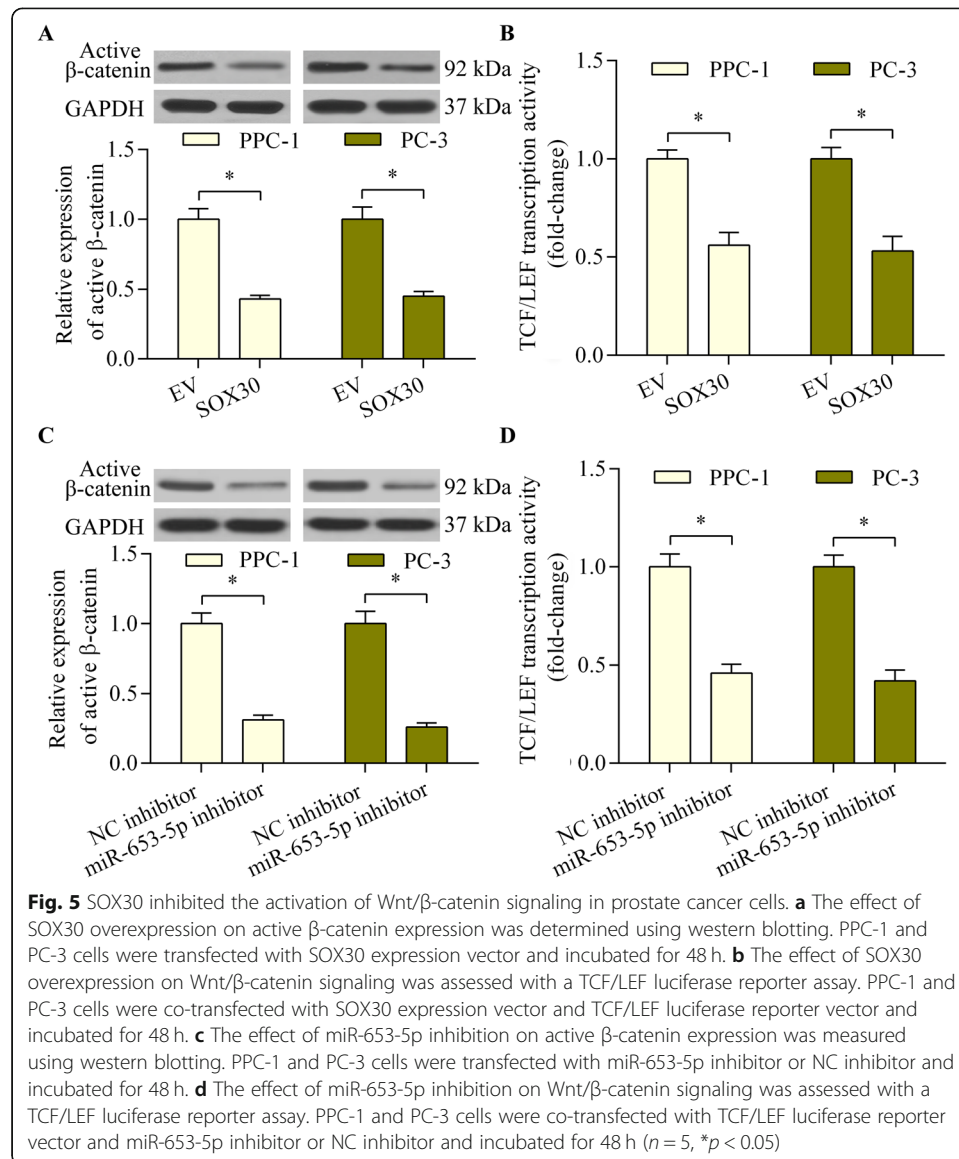 A
Active
β-catenin
92 kDa
GAPDH
37 kDa
PPC-1
PC-3
Relative expression
of active β-catenin
1.5
1.0
0.5
0.0
*
*
EV
SOX30
EV
SOX30
B
PPC-1
PC-3
TCF/LEF transcription activity
(fold-change)
1.5
1.0
0.5
0.0
*
*
EV
SOX30
EV
SOX30
C
Active
β-catenin
92 kDa
GAPDH
37 kDa
PPC-1
PC-3
Relative expression
of active β-catenin
1.5
1.0
0.5
0.0
*
*
NC inhibitor
miR-653-5p inhibitor
NC inhibitor
miR-653-5p inhibitor
D
PPC-1
PC-3
TCF/LEF transcription activity
(fold-change)
1.5
1.0
0.5
0.0
*
*
NC inhibitor
miR-653-5p inhibitor
NC inhibitor
miR-653-5p inhibitor
Fig. 5 SOX30 inhibited the activation of Wnt/β-catenin signaling in prostate cancer cells. a The effect of
SOX30 overexpression on active β-catenin expression was determined using western blotting. PPC-1 and
PC-3 cells were transfected with SOX30 expression vector and incubated for 48 h. b The effect of SOX30
overexpression on Wnt/β-catenin signaling was assessed with a TCF/LEF luciferase reporter assay. PPC-1 and
PC-3 cells were co-transfected with SOX30 expression vector and TCF/LEF luciferase reporter vector and
incubated for 48 h. c The effect of miR-653-5p inhibition on active β-catenin expression was measured
using western blotting. PPC-1 and PC-3 cells were transfected with miR-653-5p inhibitor or NC inhibitor and
incubated for 48 h. d The effect of miR-653-5p inhibition on Wnt/β-catenin signaling was assessed with a
TCF/LEF luciferase reporter assay. PPC-1 and PC-3 cells were co-transfected with TCF/LEF luciferase reporter
vector and miR-653-5p inhibitor or NC inhibitor and incubated for 48 h (n = 5, *p < 0.05)